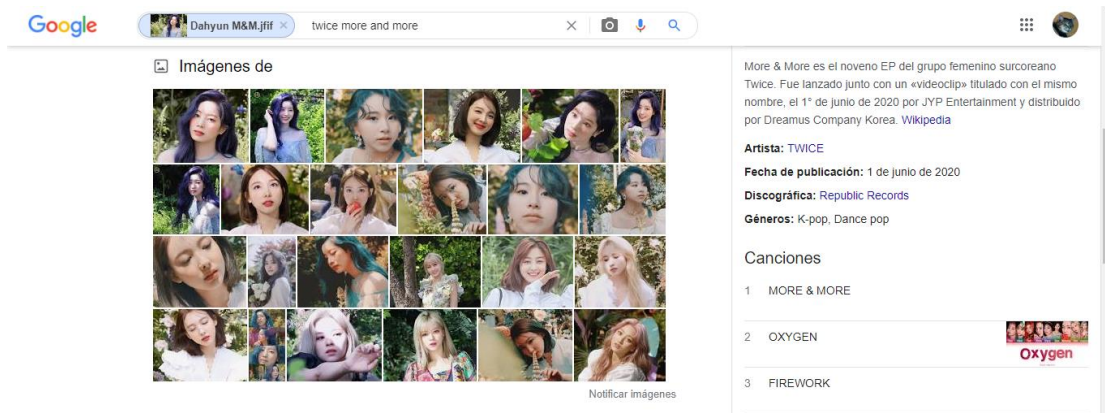 Google
Dahyun M&M.jfif
twice more and more
Imágenes de
Notificar imágenes
More & More es el noveno EP del grupo femenino surcoreano
Twice. Fue lanzado junto con un «videoclip» titulado con el mismo
nombre, el 1° de junio de 2020 por JYP Entertainment y distribuido
por Dreamus Company Korea. Wikipedia
Artista: TWICE
Fecha de publicación: 1 de junio de 2020
Discográfica: Republic Records
Géneros: K-pop, Dance pop
Canciones
1 MORE & MORE
2 OXYGEN
Oxygen
3 FIREWORK